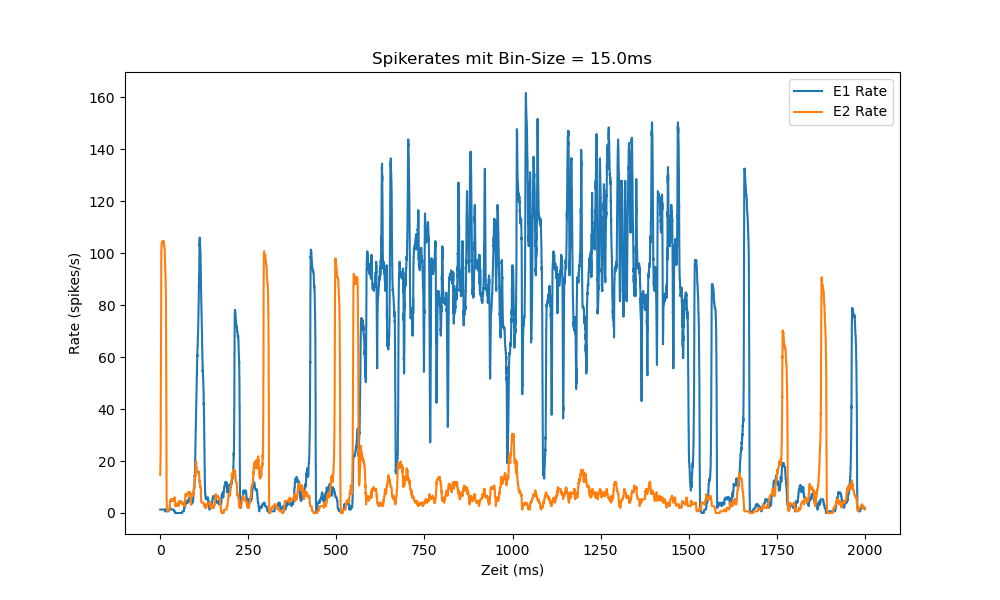 Spikerates mit Bin-Size = 15.0ms
E1 Rate
E2 Rate
160
140
120
100
80
60
40
20
0
Rate (spikes/s)
0 250 500 750 1000 1250 1500 1750 2000
Zeit (ms)